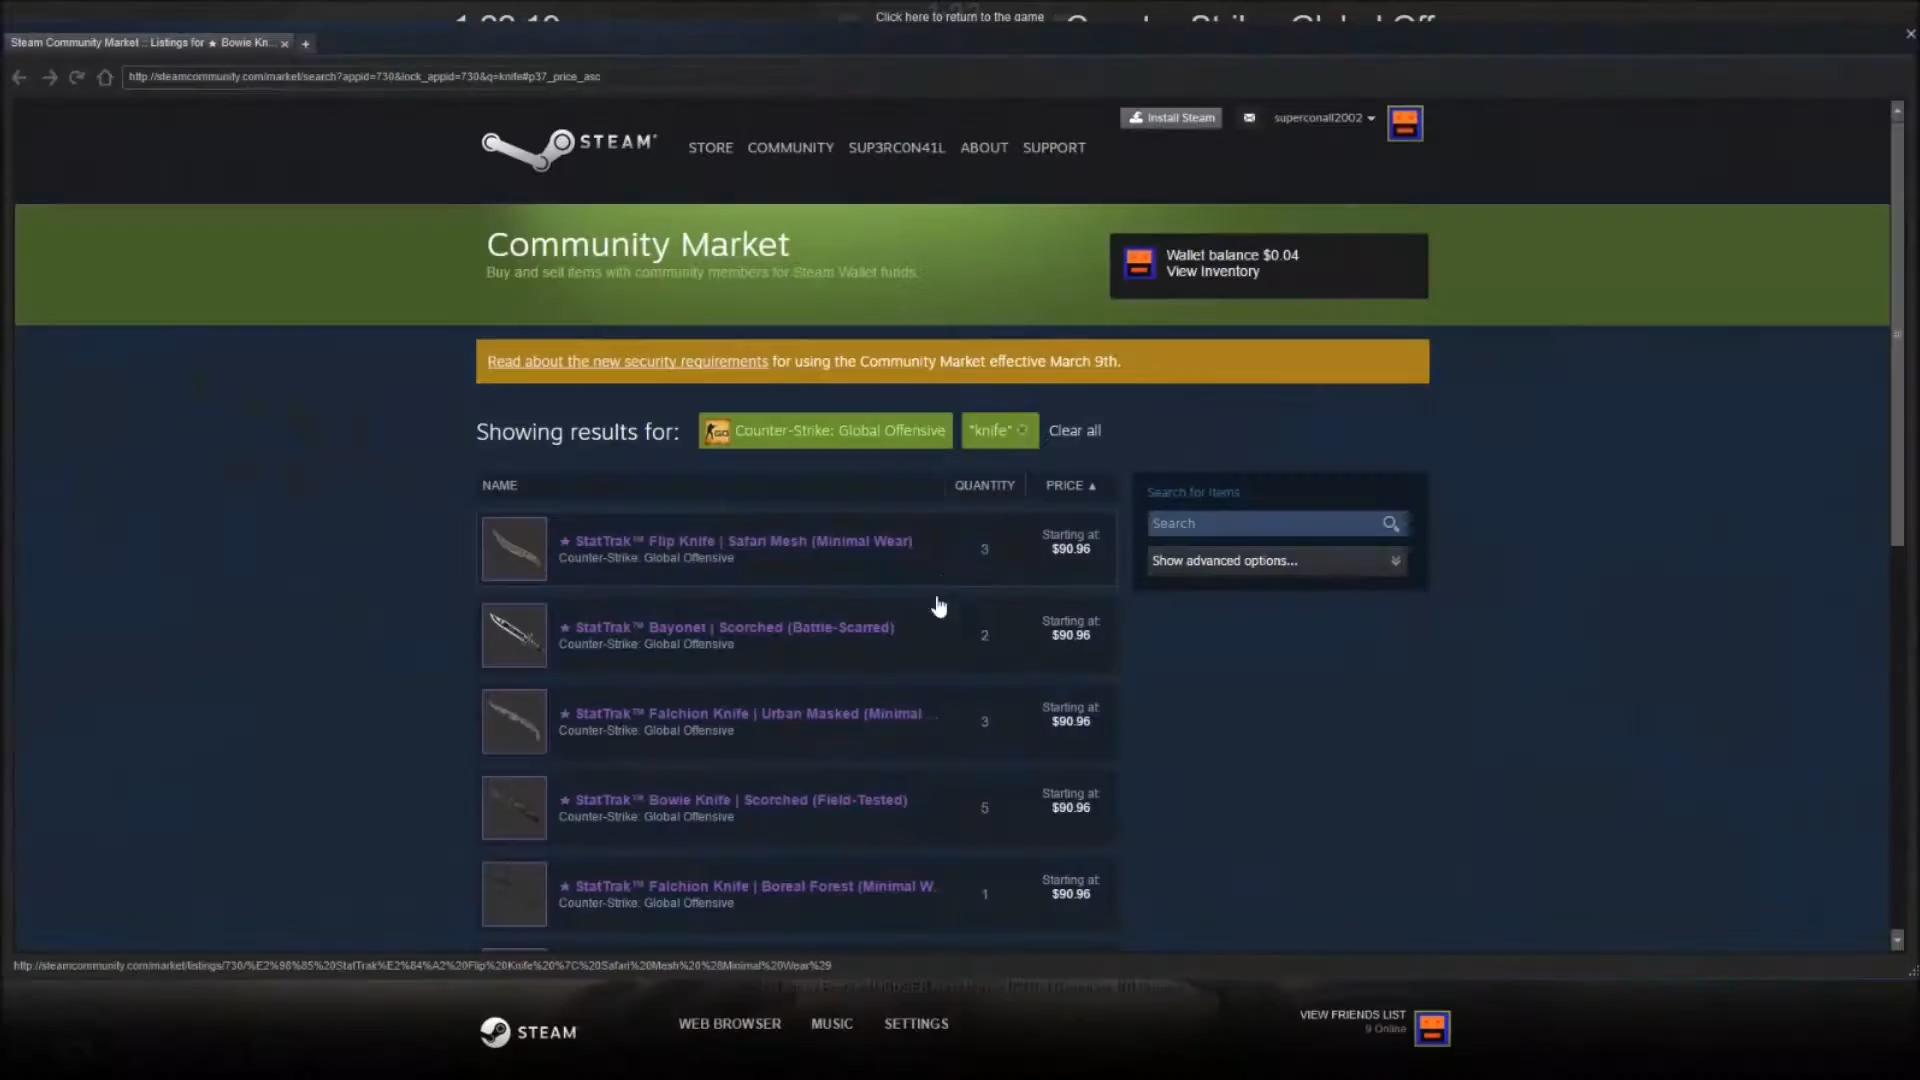 Click here to return to the game
Steam Community Market :: Listings for ★ Bowie Kn...
http://steamcommunity.com/market/search?appid=730&lock_appid=730&q=knife#p37_price_asc
Install Steam
superconall2002
STEAM
STORE
COMMUNITY
SUP3RC0N41L
ABOUT
SUPPORT
Community Market
Buy and sell items with community members for Steam Wallet funds.
Wallet balance $0.04
View Inventory
Read about the new security requirements for using the Community Market effective March 9th.
Showing results for:
Counter-Strike: Global Offensive
"knife"
Clear all
NAME
QUANTITY
PRICE ▲
Search for Items
Search
Show advanced options...
★ StatTrak™ Flip Knife | Safari Mesh (Minimal Wear)
Counter-Strike: Global Offensive
3
Starting at:
$90.96
★ StatTrak™ Bayonet | Scorched (Battle-Scarred)
Counter-Strike: Global Offensive
2
Starting at:
$90.96
★ StatTrak™ Falchion Knife | Urban Masked (Minimal ...
Counter-Strike: Global Offensive
3
Starting at:
$90.96
★ StatTrak™ Bowie Knife | Scorched (Field-Tested)
Counter-Strike: Global Offensive
5
Starting at:
$90.96
★ StatTrak™ Falchion Knife | Boreal Forest (Minimal W.
Counter-Strike: Global Offensive
1
Starting at:
$90.96
http://steamcommunity.com/market/listings/730/%E2%98%85%20StatTrak%E2%84%A2%20Flip%20Knife%20%7C%20Safari%20Mesh%20%28Minimal%20Wear%29
STEAM
WEB BROWSER
MUSIC
SETTINGS
VIEW FRIENDS LIST
9 Online